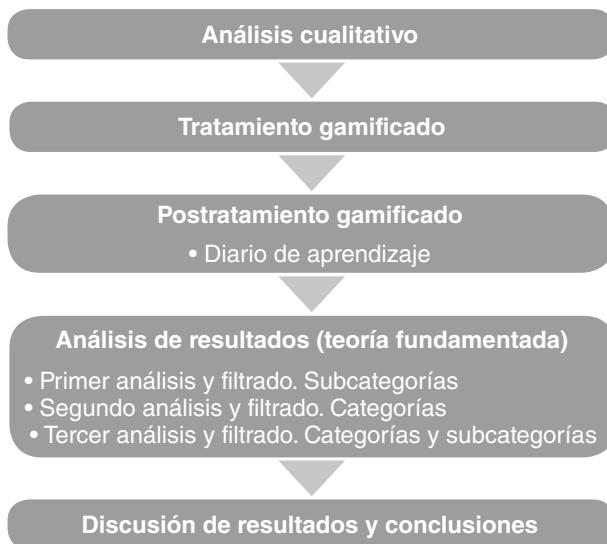 Análisis cualitativo
Tratamiento gamificado
Postratamiento gamificado
• Diario de aprendizaje
Análisis de resultados (teoría fundamentada)
• Primer análisis y filtrado. Subcategorías
• Segundo análisis y filtrado. Categorías
• Tercer análisis y filtrado. Categorías y subcategorías
Discusión de resultados y conclusiones